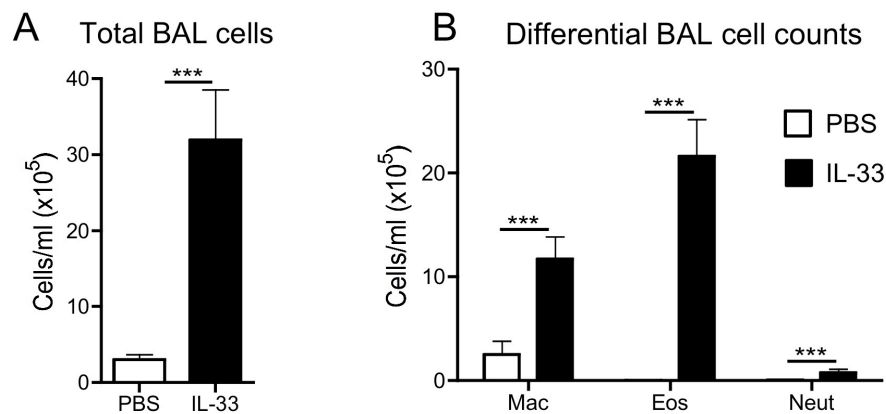 A
Total BAL cells
Cells/ml (x10⁵)
40
30
20
10
0
***
PBS
IL-33
B
Differential BAL cell counts
Cells/ml (x10⁵)
30
20
10
0
***
***
***
Mac
Eos
Neut
PBS
IL-33